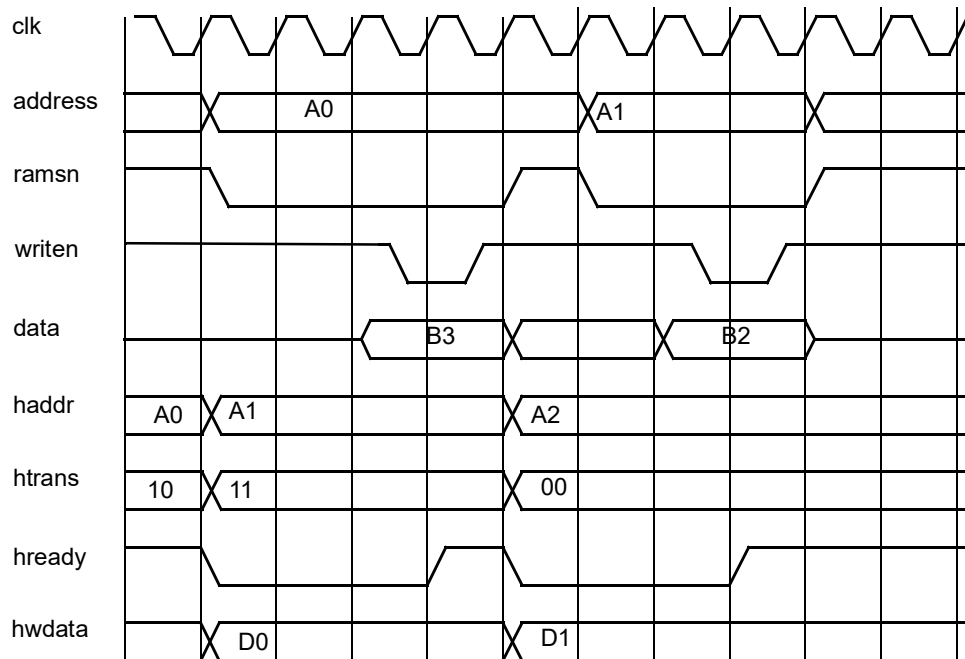 clk
address A0 A1
ramsn
writen
data B3 B2
haddr A0 A1 A2
htrans 10 11 00
hready
hwdata D0 D1